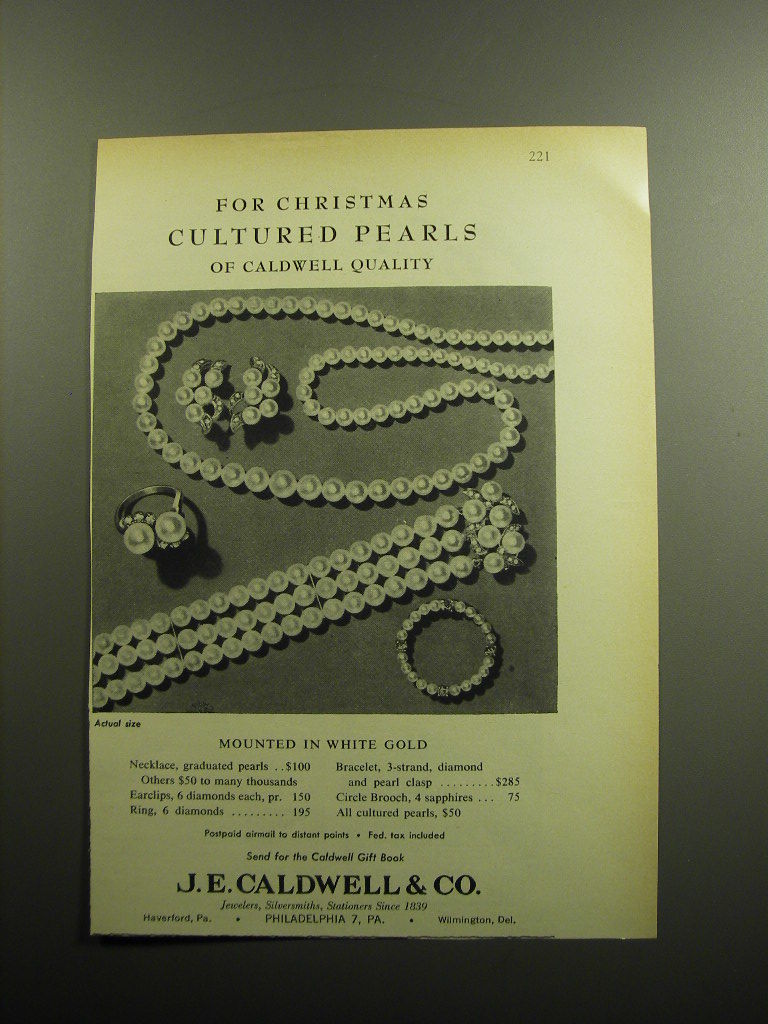 221
FOR CHRISTMAS
CULTURED PEARLS
OF CALDWELL QUALITY
Actual size
MOUNTED IN WHITE GOLD
Necklace, graduated pearls . . $100
Others $50 to many thousands
Earclips, 6 diamonds each, pr. 150
Ring, 6 diamonds . . . . . . . . . 195
Bracelet, 3-strand, diamond
and pearl clasp . . . . . . . . . $285
Circle Brooch, 4 sapphires . . . 75
All cultured pearls, $50
Postpaid airmail to distant points • Fed. tax included
Send for the Caldwell Gift Book
J. E. CALDWELL & CO.
Jewelers, Silversmiths, Stationers Since 1839
Haverford, Pa. • PHILADELPHIA 7, PA. • Wilmington, Del.